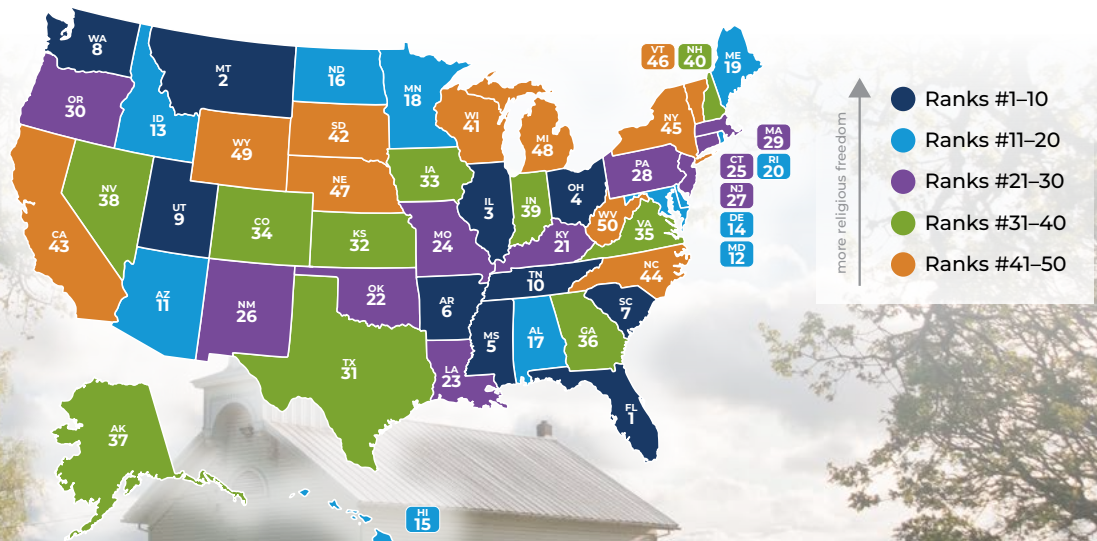 WA
8
MT
2
ND
16
MN
18
VT
46
NH
40
ME
19
OR
30
ID
13
WY
49
SD
42
WI
41
MI
48
NY
45
MA
29
CT
25
RI
20
NJ
27
DE
14
MD
12
NV
38
UT
9
CO
34
NE
47
IA
33
IL
3
IN
39
OH
4
PA
28
WV
50
VA
35
CA
43
KS
32
MO
24
KY
21
NC
44
TN
10
SC
7
AZ
11
NM
26
OK
22
AR
6
MS
5
AL
17
GA
36
TX
31
LA
23
FL
1
AK
37
HI
15
more religious freedom
Ranks #1–10
Ranks #11–20
Ranks #21–30
Ranks #31–40
Ranks #41–50